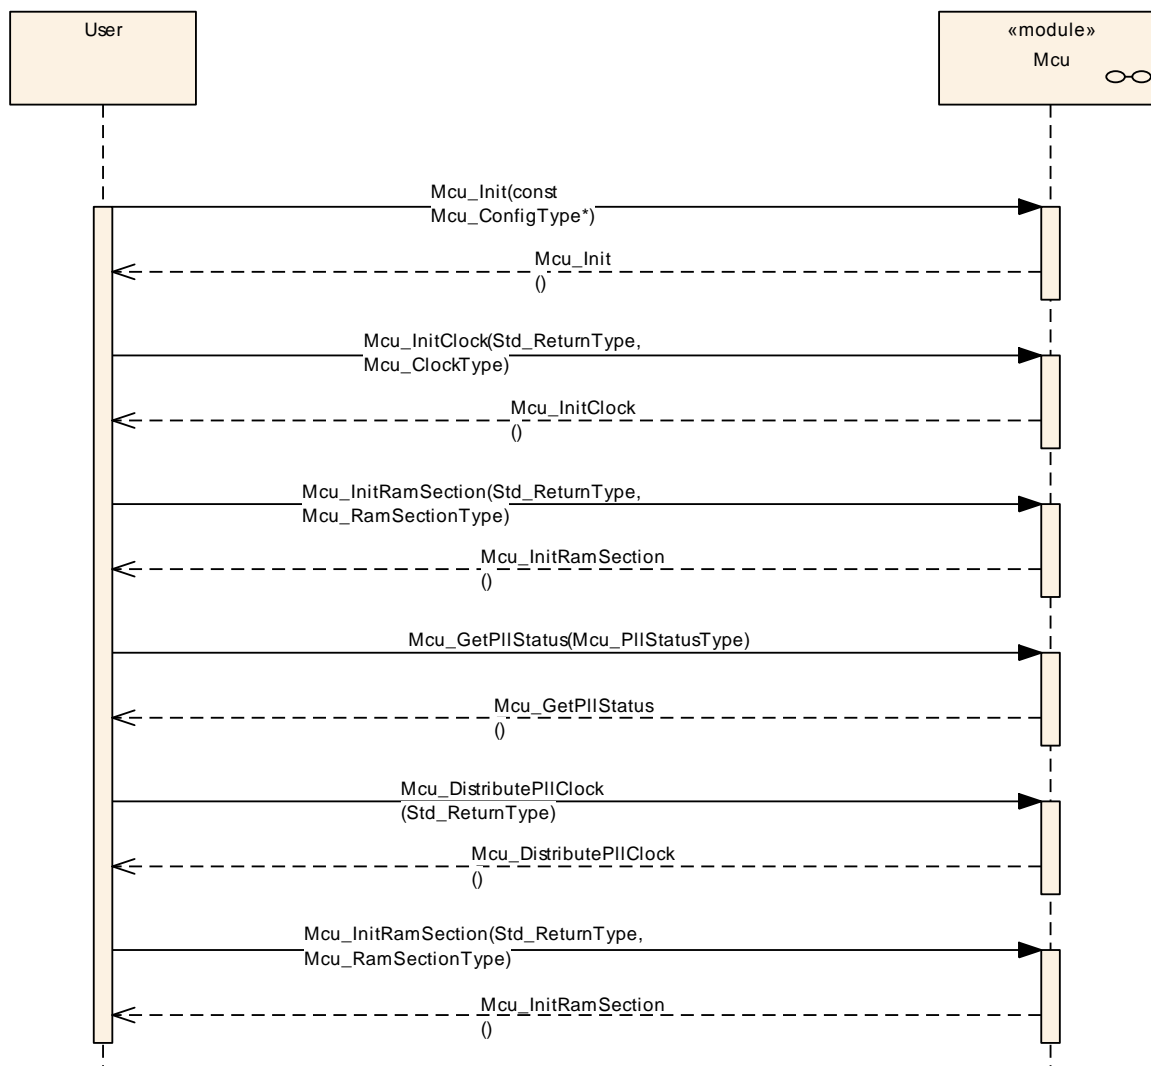 User
«module»
Mcu
Mcu_Init(const
Mcu_ConfigType*)
Mcu_Init
()
Mcu_InitClock(Std_ReturnType,
Mcu_ClockType)
Mcu_InitClock
()
Mcu_InitRamSection(Std_ReturnType,
Mcu_RamSectionType)
Mcu_InitRamSection
()
Mcu_GetPllStatus(Mcu_PllStatusType)
Mcu_GetPllStatus
()
Mcu_DistributePllClock
(Std_ReturnType)
Mcu_DistributePllClock
()
Mcu_InitRamSection(Std_ReturnType,
Mcu_RamSectionType)
Mcu_InitRamSection
()